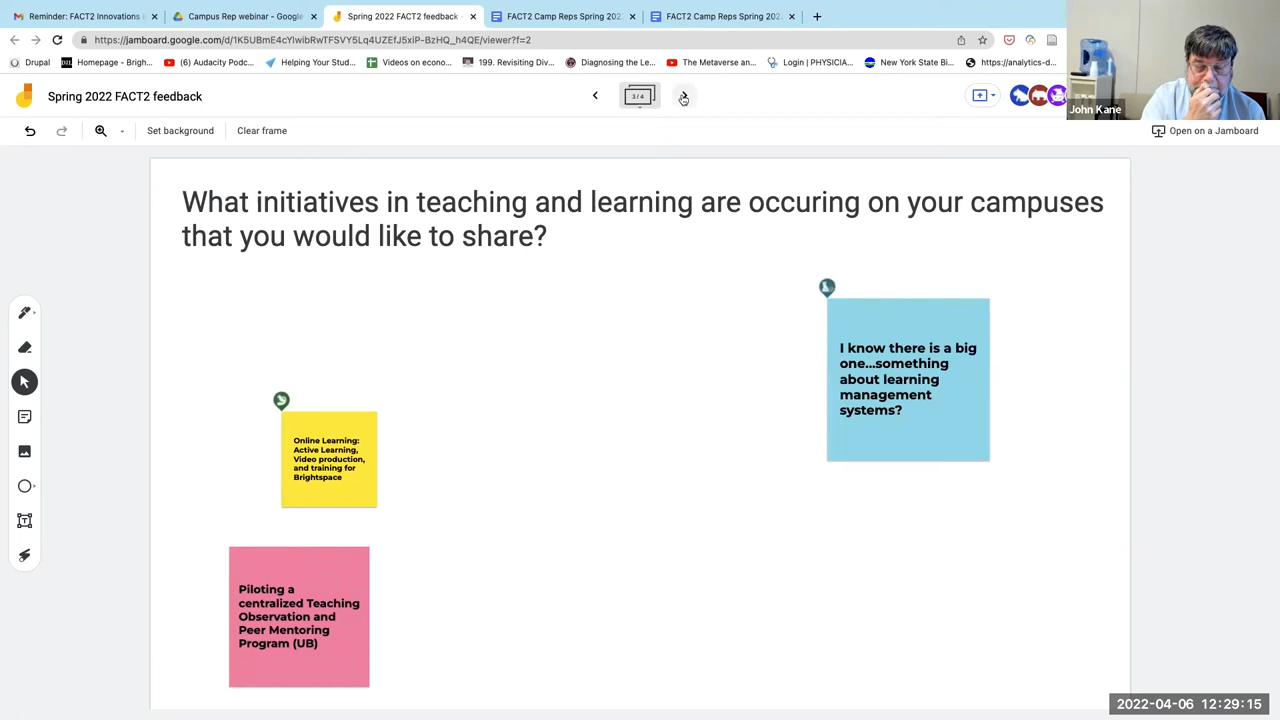 Reminder: FACT2 Innovations i
Campus Rep webinar - Google
Spring 2022 FACT2 feedback
FACT2 Camp Reps Spring 202
FACT2 Camp Reps Spring 202
https://jamboard.google.com/d/1K5UBmE4cYlwibRwTFSVY5Lq4UZEfJ5xiP-BzHQ_h4QE/viewer?f=2
Drupal
Homepage - Brigh...
(6) Audacity Podc...
Helping Your Stud...
Videos on econo...
199. Revisiting Div...
Diagnosing the Le...
The Metaverse an...
Login | PHYSICIA...
New York State Bi...
https://analytics-d...
Spring 2022 FACT2 feedback
3/4
John Kane
Set background
Clear frame
Open on a Jamboard
What initiatives in teaching and learning are occuring on your campuses
that you would like to share?
I know there is a big
one...something
about learning
management
systems?
Online Learning:
Active Learning,
Video production,
and training for
Brightspace
Piloting a
centralized Teaching
Observation and
Peer Mentoring
Program (UB)
2022-04-06 12:29:15